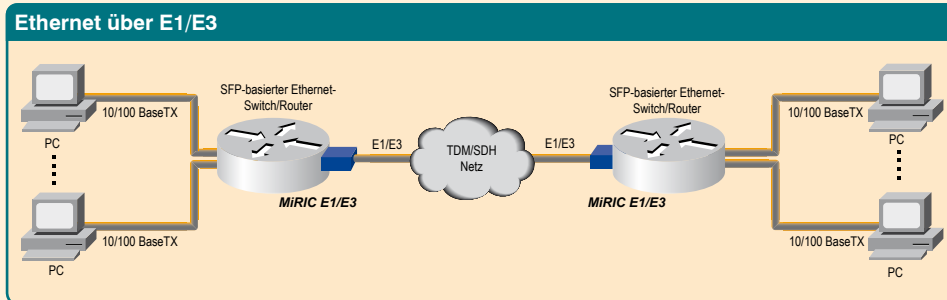 Ethernet über E1/E3
SFP-basierter Ethernet-
Switch/Router
SFP-basierter Ethernet-
Switch/Router
10/100 BaseTX
10/100 BaseTX
PC
E1/E3
TDM/SDH
Netz
E1/E3
PC
MiRIC E1/E3
MiRIC E1/E3
10/100 BaseTX
10/100 BaseTX
PC
PC